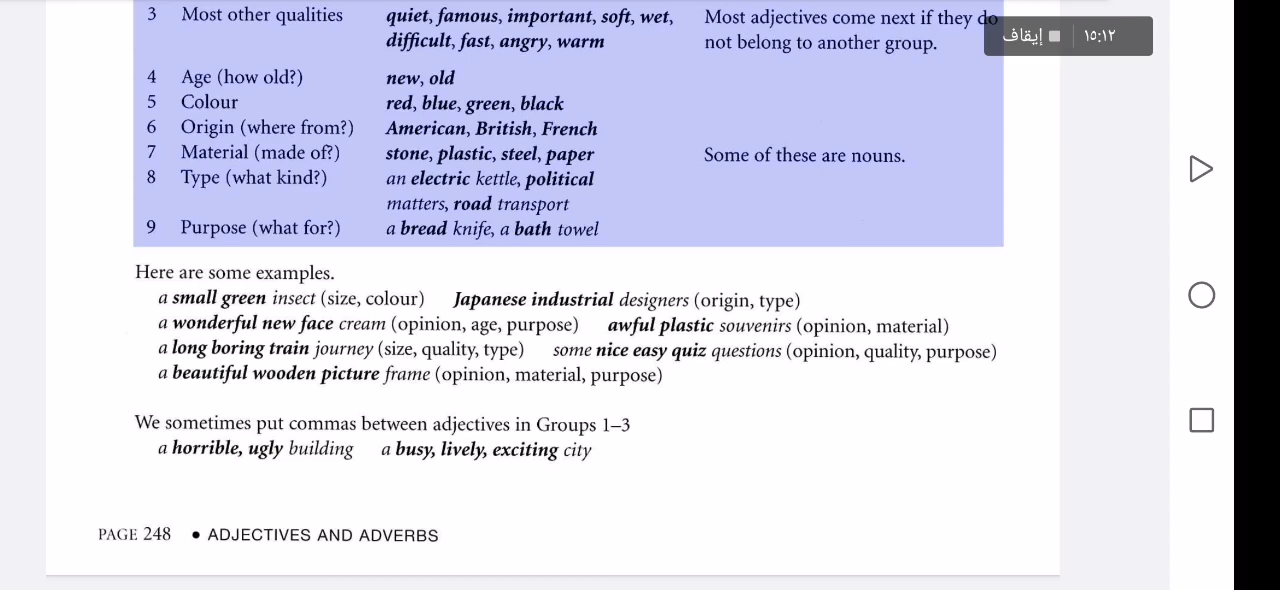 3 Most other qualities quiet, famous, important, soft, wet, Most adjectives come next if they do
difficult, fast, angry, warm not belong to another group.
إيقاف ١٥:١٢
4 Age (how old?) new, old
5 Colour red, blue, green, black
6 Origin (where from?) American, British, French
7 Material (made of?) stone, plastic, steel, paper Some of these are nouns.
8 Type (what kind?) an electric kettle, political
matters, road transport
9 Purpose (what for?) a bread knife, a bath towel
Here are some examples.
a small green insect (size, colour) Japanese industrial designers (origin, type)
a wonderful new face cream (opinion, age, purpose) awful plastic souvenirs (opinion, material)
a long boring train journey (size, quality, type) some nice easy quiz questions (opinion, quality, purpose)
a beautiful wooden picture frame (opinion, material, purpose)
We sometimes put commas between adjectives in Groups 1–3
a horrible, ugly building a busy, lively, exciting city
PAGE 248 • ADJECTIVES AND ADVERBS